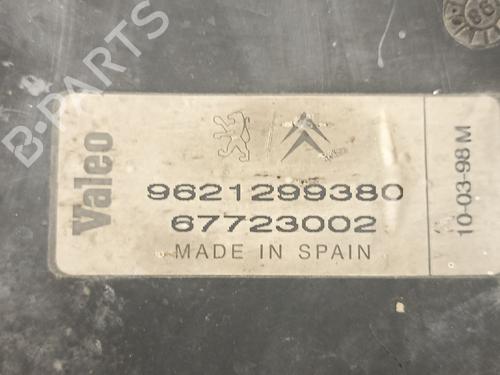 B-PARTS
Valeo
9621299380
67723002
MADE IN SPAIN
10-03-98 M